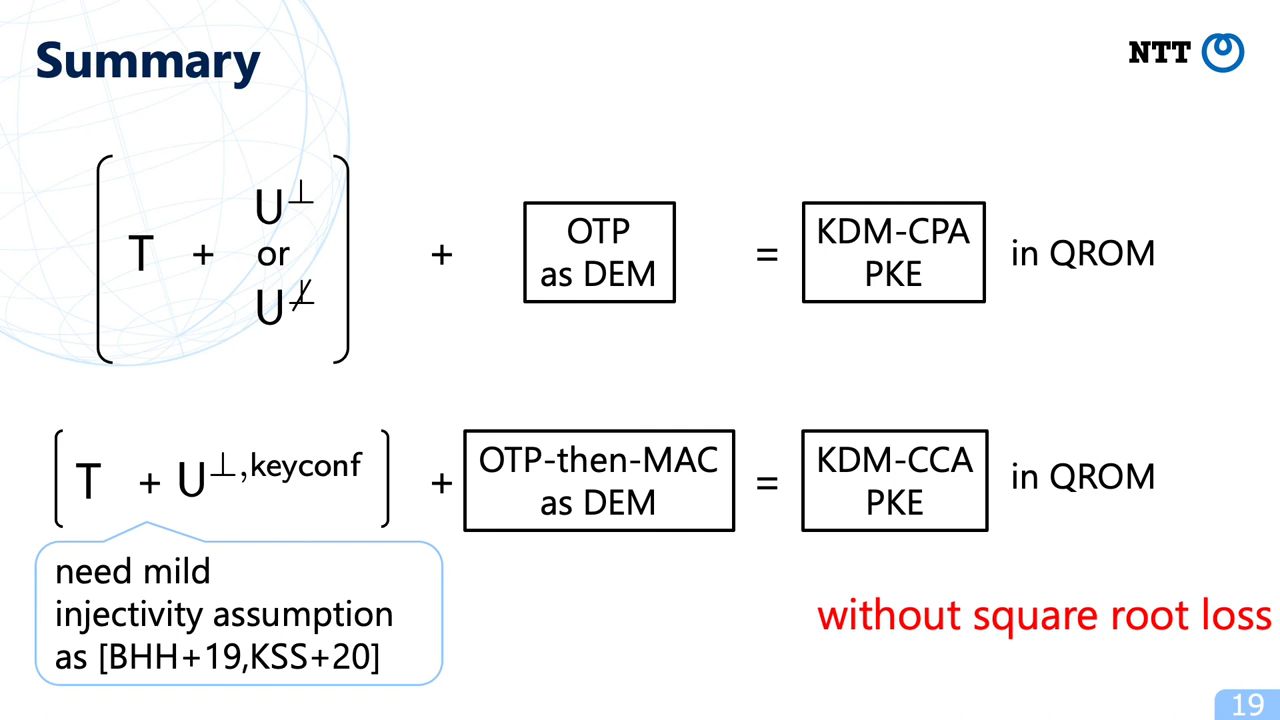 Summary
NTT
T + U⊥ or U⊥̸ + OTP as DEM = KDM-CPA PKE in QROM
T + U⊥,keyconf + OTP-then-MAC as DEM = KDM-CCA PKE in QROM
need mild
injectivity assumption
as [BHH+19,KSS+20]
without square root loss
19